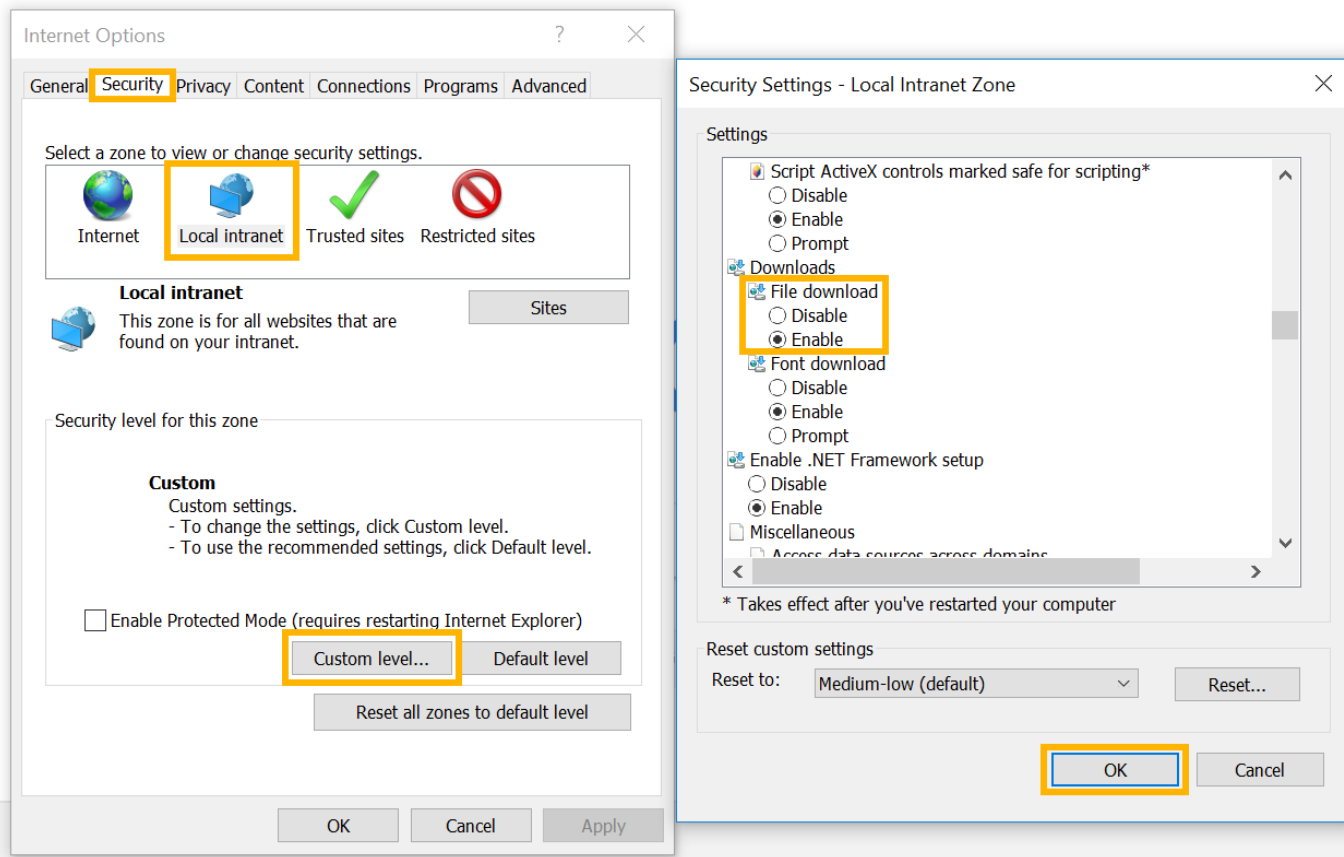 Internet Options
?
General Security Privacy Content Connections Programs Advanced
Select a zone to view or change security settings.
Internet Local intranet Trusted sites Restricted sites
Local intranet
This zone is for all websites that are
found on your intranet.
Sites
Security level for this zone
Custom
Custom settings.
- To change the settings, click Custom level.
- To use the recommended settings, click Default level.
Enable Protected Mode (requires restarting Internet Explorer)
Custom level... Default level
Reset all zones to default level
OK Cancel Apply
Security Settings - Local Intranet Zone
Settings
Script ActiveX controls marked safe for scripting*
Disable
Enable
Prompt
Downloads
File download
Disable
Enable
Font download
Disable
Enable
Prompt
Enable .NET Framework setup
Disable
Enable
Miscellaneous
Access data sources across domains
* Takes effect after you've restarted your computer
Reset custom settings
Reset to: Medium-low (default) Reset...
OK Cancel